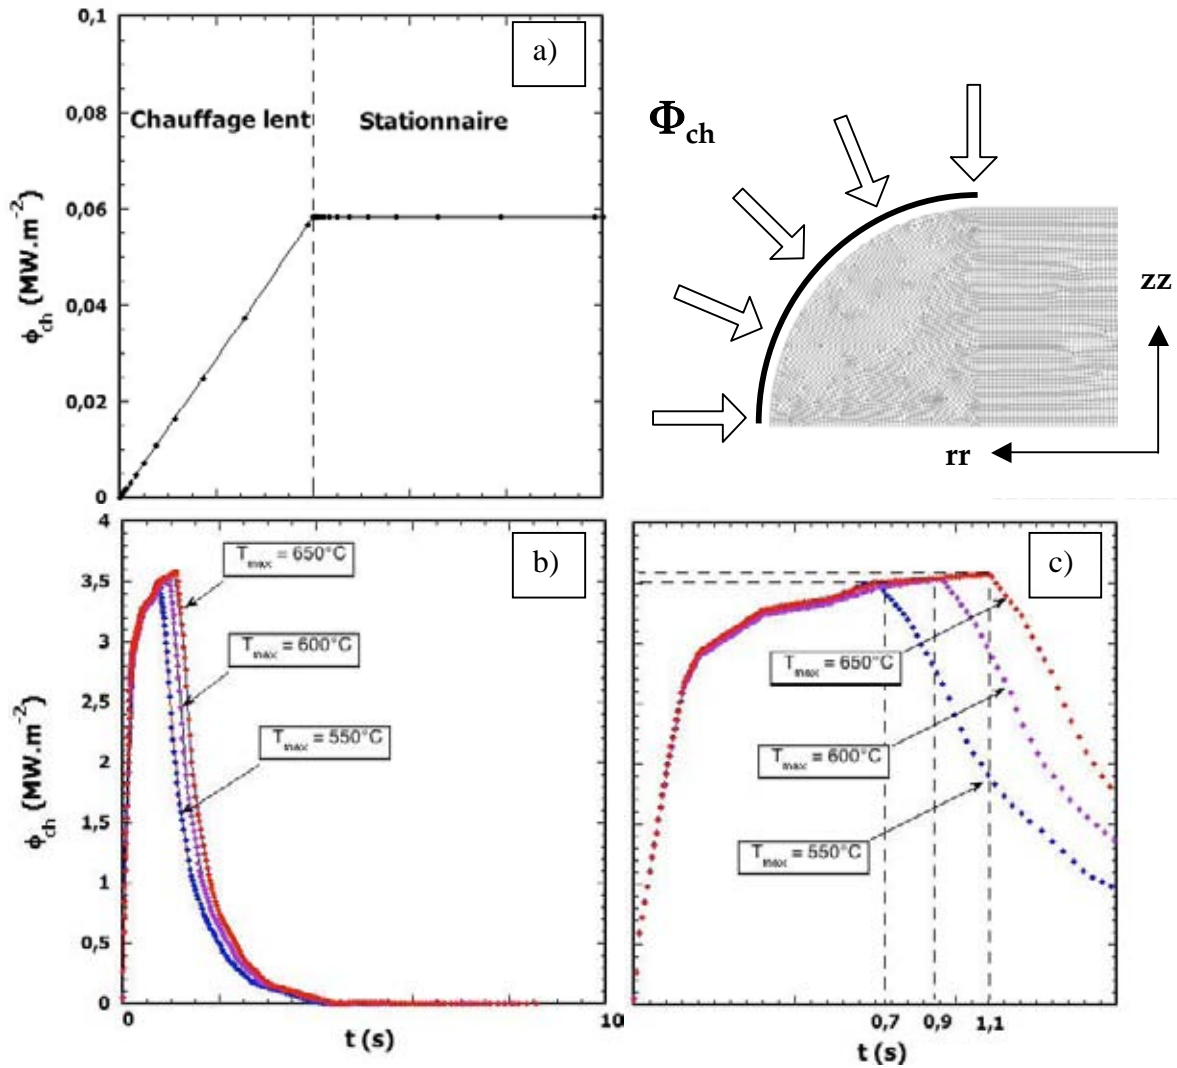 a)
0,1
0,08
0,06
0,04
0,02
0
ϕch (MW.m-2)
Chauffage lent
Stationnaire
Φch
zz
rr
b)
4
3,5
3
2,5
2
1,5
1
0,5
0
ϕch (MW.m-2)
Tmax = 650°C
Tmax = 600°C
Tmax = 550°C
0
10
t (s)
c)
Tmax = 650°C
Tmax = 600°C
Tmax = 550°C
0,7
0,9
1,1
t (s)